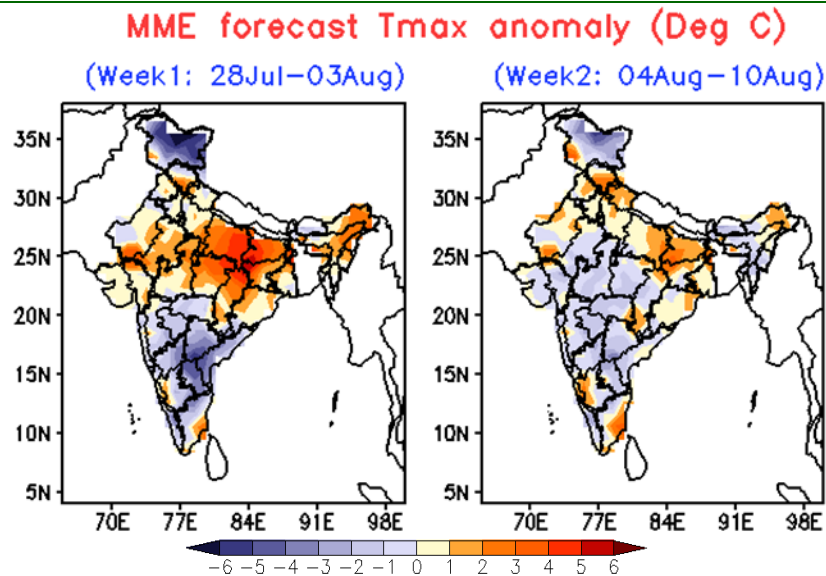 MME forecast Tmax anomaly (Deg C)
(Week1: 28Jul-03Aug)
(Week2: 04Aug-10Aug)
35N
30N
25N
20N
15N
10N
5N
70E 77E 84E 91E 98E
35N
30N
25N
20N
15N
10N
5N
70E 77E 84E 91E 98E
-6 -5 -4 -3 -2 -1 0 1 2 3 4 5 6